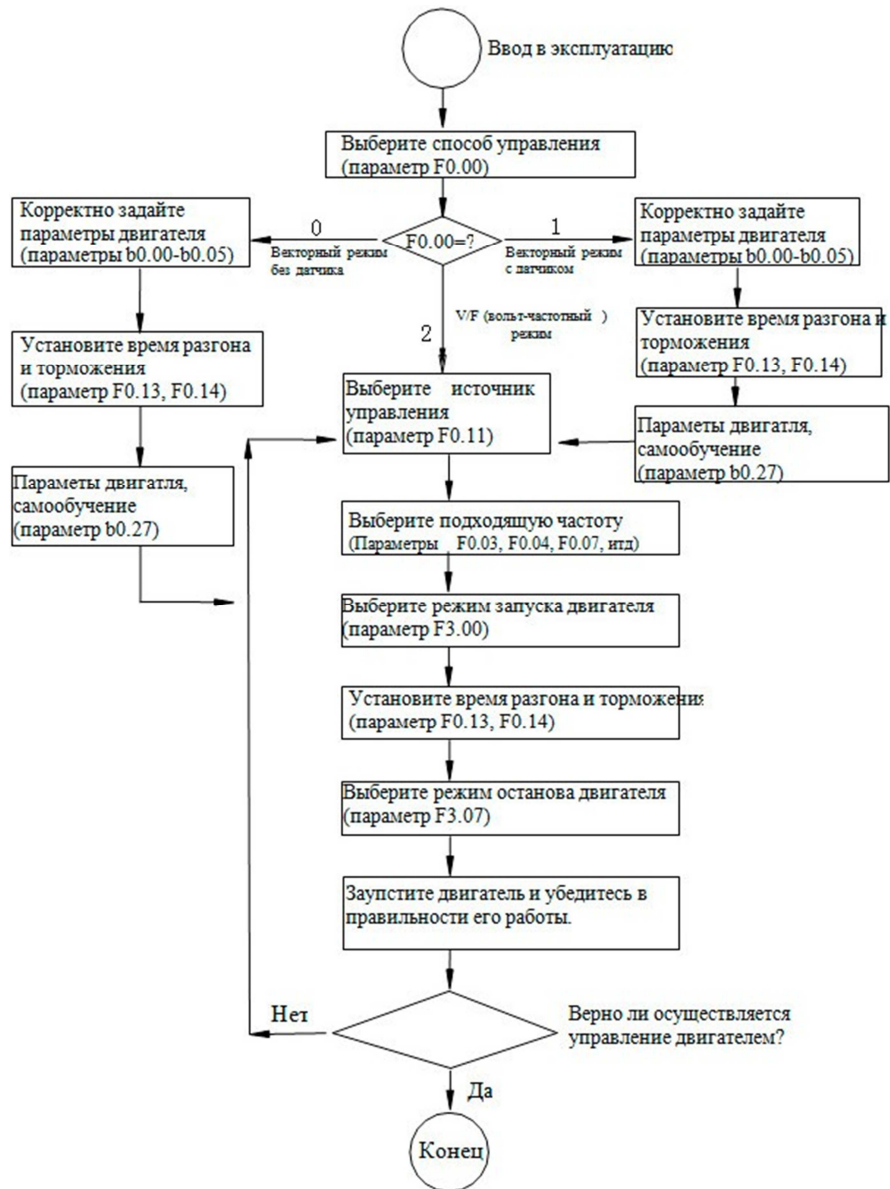 Ввод в эксплуатацию
Выберите способ управления
(параметр F0.00)
Корректно задайте
параметры двигателя
(параметры b0.00-b0.05)
0
Векторный режим
без датчика
F0.00=?
1
Векторный режим
с датчиком
Корректно задайте
параметры двигателя
(параметры b0.00-b0.05)
V/F (вольт-частотный )
режим
2
Установите время разгона
и торможения
(параметр F0.13, F0.14)
Установите время разгона и
торможения
(параметр F0.13, F0.14)
Выберите источник
управления
(параметр F0.11)
Параметы двигатля,
самообучение
(параметр b0.27)
Параметы двигатля,
самообучение
(параметр b0.27)
Выберите подходящую частоту
(Параметры F0.03, F0.04, F0.07, итд)
Выберите режим запуска двигателя
(параметр F3.00)
Установите время разгона и торможения
(параметр F0.13, F0.14)
Выберите режим останова двигателя
(параметр F3.07)
Заупстите двигатель и убедитесь в
правильности его работы.
Нет
Верно ли осуществляется
управление двигателем?
Да
Конец